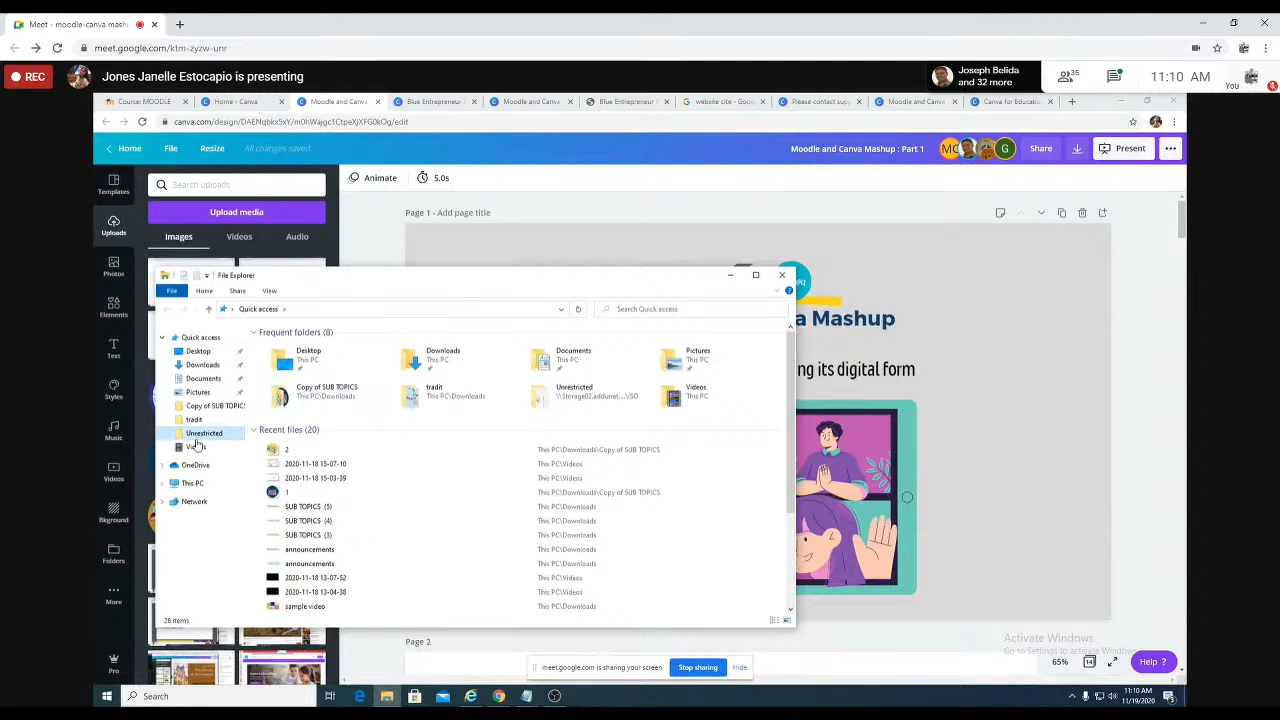 Meet - moodle-canva mash
meet.google.com/ktm-zyzw-unr
REC
Jones Janelle Estocapio is presenting
Joseph Belida
and 32 more
35
11:10 AM
You
Course: MOODLE
Home - Canva
Moodle and Canva
Blue Entrepreneur
Moodle and Canva
Blue Entrepreneur
website cite - Goog
Please contact supp
Moodle and Canva
Canva for Education
canva.com/design/DAENqbkx5xY/m0hWajgc1CtpeXjXFG0kOg/edit
Home
File
Resize
All changes saved
Moodle and Canva Mashup : Part 1
MC
G
Share
Present
Templates
Search uploads
Animate
5.0s
Uploads
Upload media
Page 1 - Add page title
Images
Videos
Audio
Photos
Elements
Text
Styles
Music
Videos
Bkground
Folders
More
Pro
File Explorer
File
Home
Share
View
Quick access
Search Quick access
Quick access
Desktop
Downloads
Documents
Pictures
Copy of SUB TOPICS
tradit
Unrestricted
OneDrive
This PC
Network
Frequent folders (8)
Desktop
This PC
Downloads
This PC
Documents
This PC
Pictures
This PC
Copy of SUB TOPICS
This PC\Downloads
tradit
This PC\Downloads
Unrestricted
\\Storage02.addunet....\ISO
Videos
This PC
Recent files (20)
2 This PC\Downloads\Copy of SUB TOPICS
2020-11-18 15-07-10 This PC\Videos
2020-11-18 15-03-39 This PC\Videos
1 This PC\Downloads\Copy of SUB TOPICS
SUB TOPICS (5) This PC\Downloads
SUB TOPICS (4) This PC\Downloads
SUB TOPICS (3) This PC\Downloads
announcements This PC\Downloads
announcements This PC\Downloads
2020-11-18 13-07-52 This PC\Videos
2020-11-18 13-04-38 This PC\Videos
sample video This PC\Downloads
28 items
a Mashup
ng its digital form
Page 2
Activate Windows
Go to Settings to activate Windows.
meet.google.com is sharing your screen.
Stop sharing
Hide
65%
14
Help ?
Search
11:10 AM
11/19/2020
3